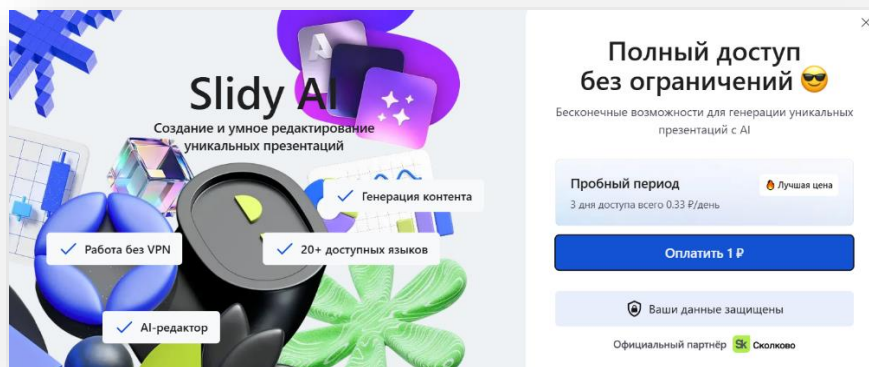 Slidy AI
Создание и умное редактирование
уникальных презентаций
Генерация контента
Работа без VPN
20+ доступных языков
AI-редактор
Полный доступ
без ограничений 😎
Бесконечные возможности для генерации уникальных
презентаций с AI
Пробный период
🔥 Лучшая цена
3 дня доступа всего 0.33 ₽/день
Оплатить 1 ₽
Ваши данные защищены
Официальный партнёр Sk Сколково